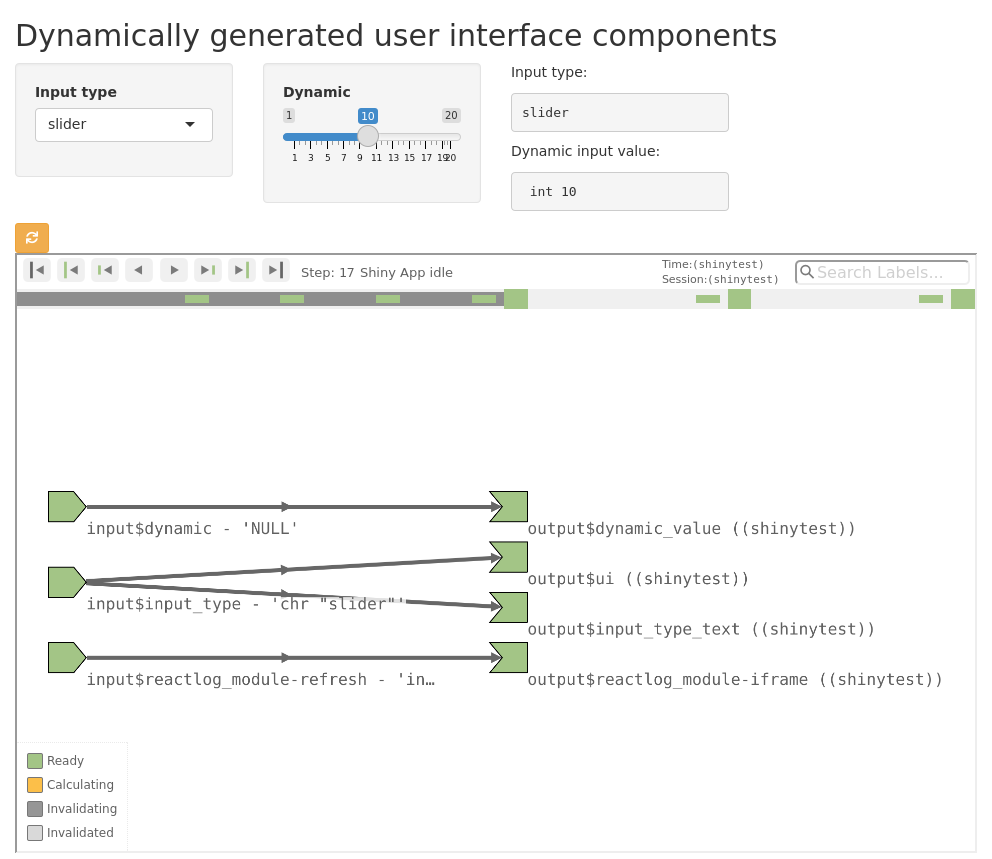 Dynamically generated user interface components
Input type
slider
Dynamic
1 10 20
1 3 5 7 9 11 13 15 17 19 20
Input type:
slider
Dynamic input value:
int 10
Step: 17 Shiny App idle
Time:(shinytest)
Session:(shinytest)
Search Labels...
input$dynamic - 'NULL'
output$dynamic_value ((shinytest))
output$ui ((shinytest))
input$input_type - 'chr "slider"'
output$input_type_text ((shinytest))
input$reactlog_module-refresh - 'in…
output$reactlog_module-iframe ((shinytest))
Ready
Calculating
Invalidating
Invalidated